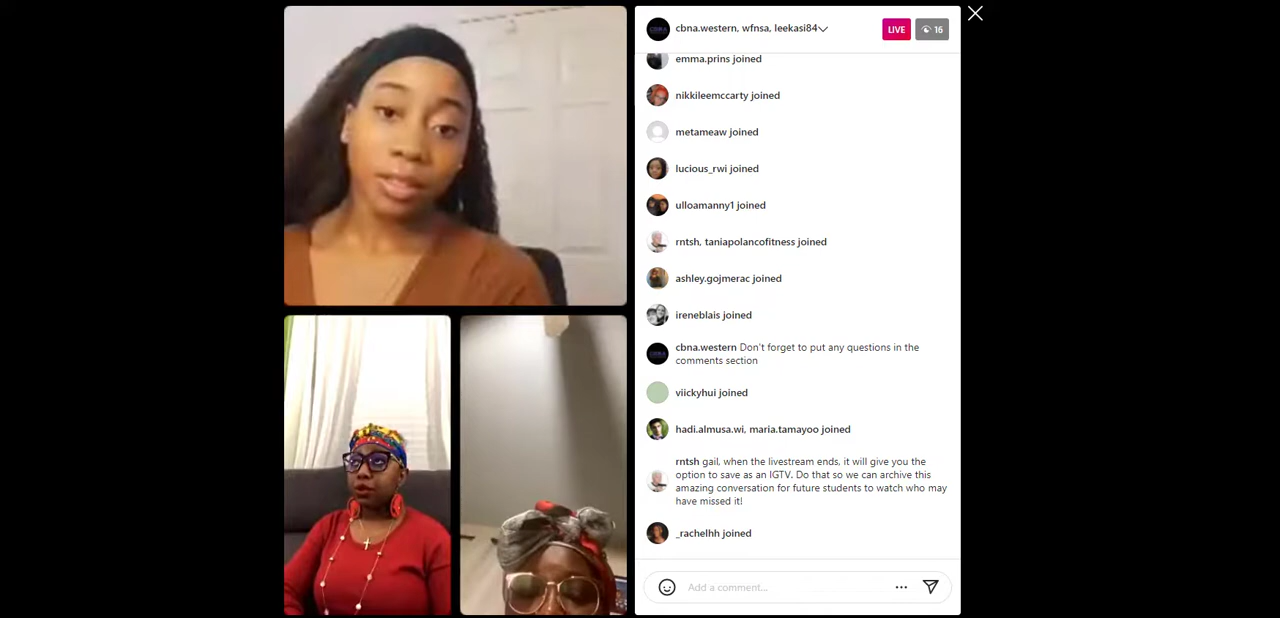 cbna.western, wfnsa, leekasi84
LIVE
16
emma.prins joined
nikkileemccarty joined
metameaw joined
lucious_rwi joined
ulloamanny1 joined
rntsh, taniapolancofitness joined
ashley.gojmerac joined
ireneblais joined
cbna.western Don't forget to put any questions in the
comments section
viickyhui joined
hadi.almusa.wi, maria.tamayoo joined
rntsh gail, when the livestream ends, it will give you the
option to save as an IGTV. Do that so we can archive this
amazing conversation for future students to watch who may
have missed it!
_rachelhh joined
Add a comment...